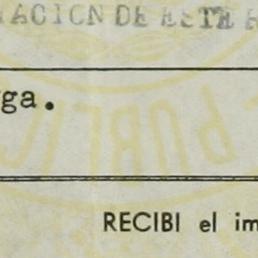 ACION DE ESTE
ga.
RECIBI el im